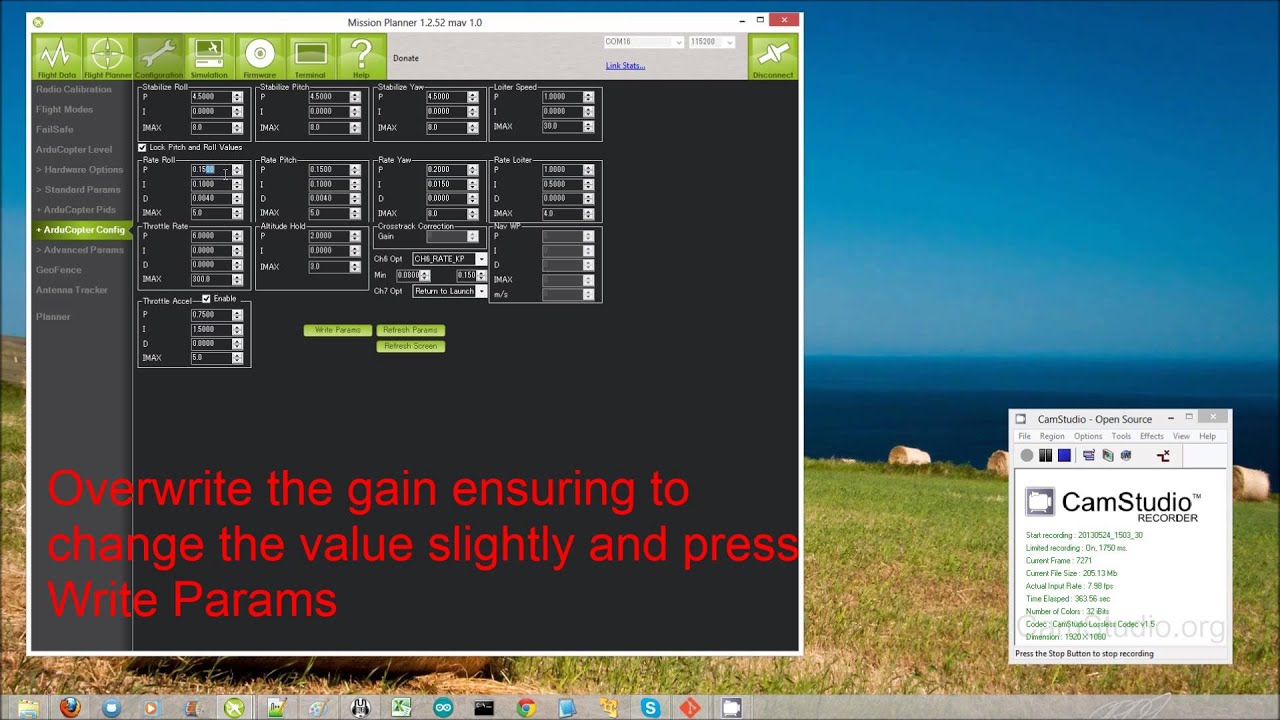 Mission Planner 1.2.52 mav 1.0
Flight Data Flight Planner Configuration Simulation Firmware Terminal Help Donate COM16 115200 Disconnect
Link Stats...
Radio Calibration
Flight Modes
FailSafe
ArduCopter Level
> Hardware Options
> Standard Params
+ ArduCopter Pids
+ ArduCopter Config
> Advanced Params
GeoFence
Antenna Tracker
Planner
Stabilize Roll
P 4.5000
I 0.0000
IMAX 8.0
Stabilize Pitch
P 4.5000
I 0.0000
IMAX 8.0
Stabilize Yaw
P 4.5000
I 0.0000
IMAX 8.0
Loiter Speed
P 1.0000
I 0.0000
IMAX 30.0
Lock Pitch and Roll Values
Rate Roll
P 0.1500
I 0.1000
D 0.0040
IMAX 5.0
Rate Pitch
P 0.1500
I 0.1000
D 0.0040
IMAX 5.0
Rate Yaw
P 0.2000
I 0.0150
D 0.0000
IMAX 8.0
Rate Loiter
P 1.0000
I 0.5000
D 0.0000
IMAX 4.0
Throttle Rate
P 6.0000
I 0.0000
D 0.0000
IMAX 300.0
Altitude Hold
P 2.0000
I 0.0000
IMAX 3.0
Crosstrack Correction
Gain
Ch6 Opt CH6_RATE_KP
Min 0.0800 0.150
Ch7 Opt Return to Launch
Nav WP
P
I
D
IMAX
m/s
Throttle Accel Enable
P 0.7500
I 1.5000
D 0.0000
IMAX 5.0
Write Params Refresh Params
Refresh Screen
Overwrite the gain ensuring to
change the value slightly and press
Write Params
CamStudio - Open Source
File Region Options Tools Effects View Help
CamStudio™
RECORDER
Start recording : 20130524_1503_30
Limited recording : On, 1750 ms.
Current Frame : 7271
Current File Size : 205.13 Mb
Actual Input Rate : 7.98 fps
Time Elasped : 363.56 sec
Number of Colors : 32 iBits
Codec : CamStudio Lossless Codec v1.5
Dimension : 1920 X 1080
CamStudio.org
Press the Stop Button to stop recording